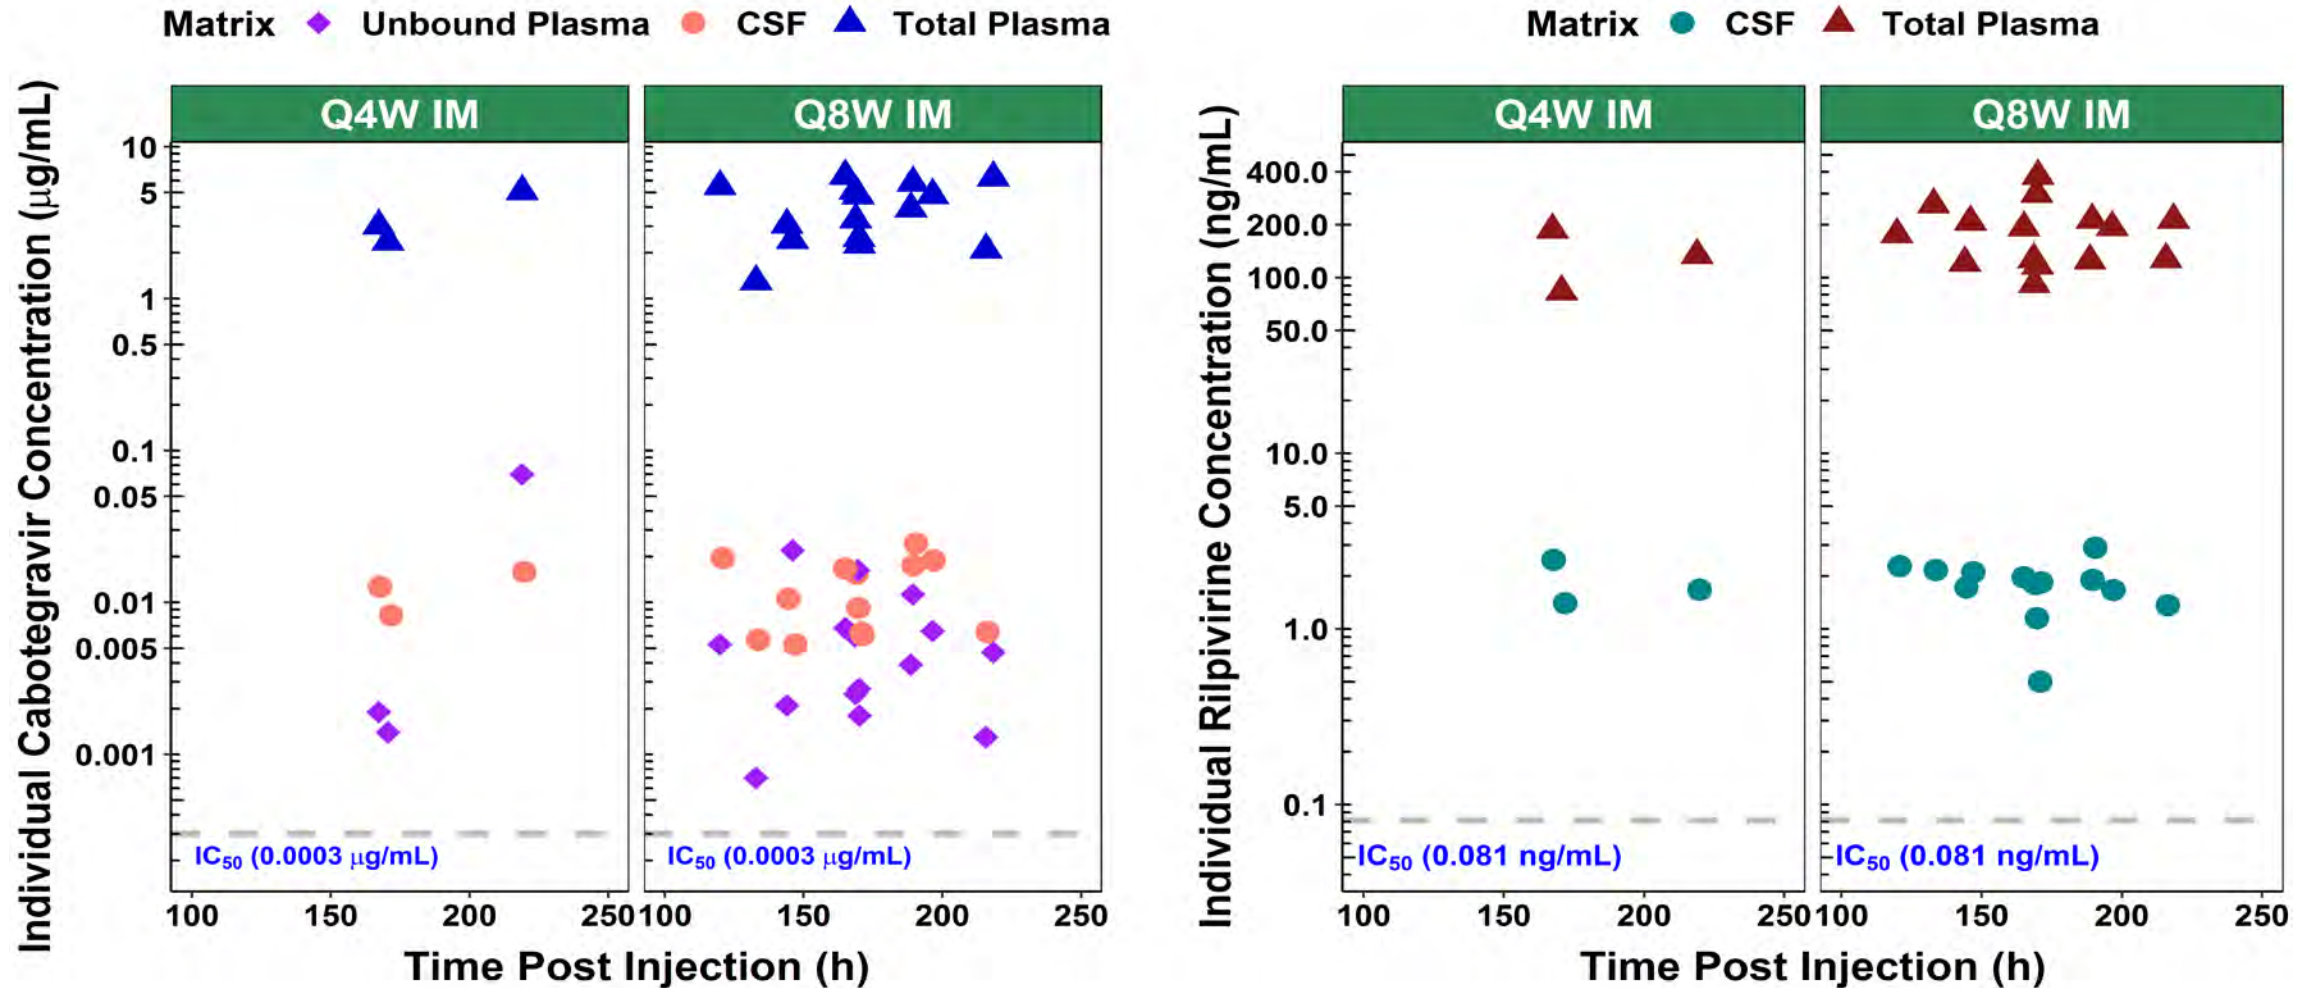 Matrix Unbound Plasma CSF Total Plasma
Q4W IM Q8W IM
Individual Cabotegravir Concentration (μg/mL)
10
5
1
0.5
0.1
0.05
0.01
0.005
0.001
IC50 (0.0003 μg/mL) IC50 (0.0003 μg/mL)
100 150 200 250 100 150 200 250
Time Post Injection (h)
Matrix CSF Total Plasma
Q4W IM Q8W IM
Individual Rilpivirine Concentration (ng/mL)
400.0
200.0
100.0
50.0
10.0
5.0
1.0
0.1
IC50 (0.081 ng/mL) IC50 (0.081 ng/mL)
100 150 200 250 100 150 200 250
Time Post Injection (h)